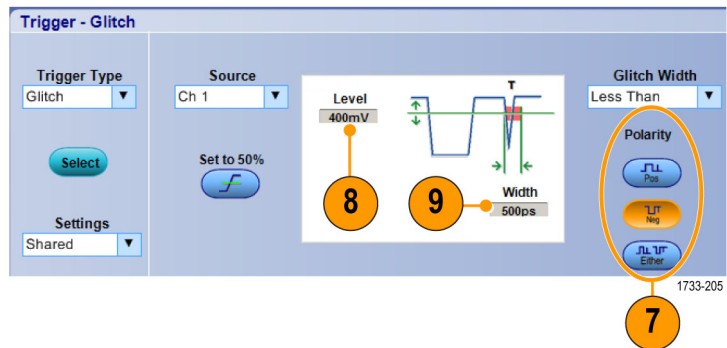 Trigger - Glitch
Trigger Type
Glitch
Select
Settings
Shared
Source
Ch 1
Set to 50%
Level
400mV
8
T
9
Width
500ps
Glitch Width
Less Than
Polarity
Pos
Neg
Either
1733-205
7